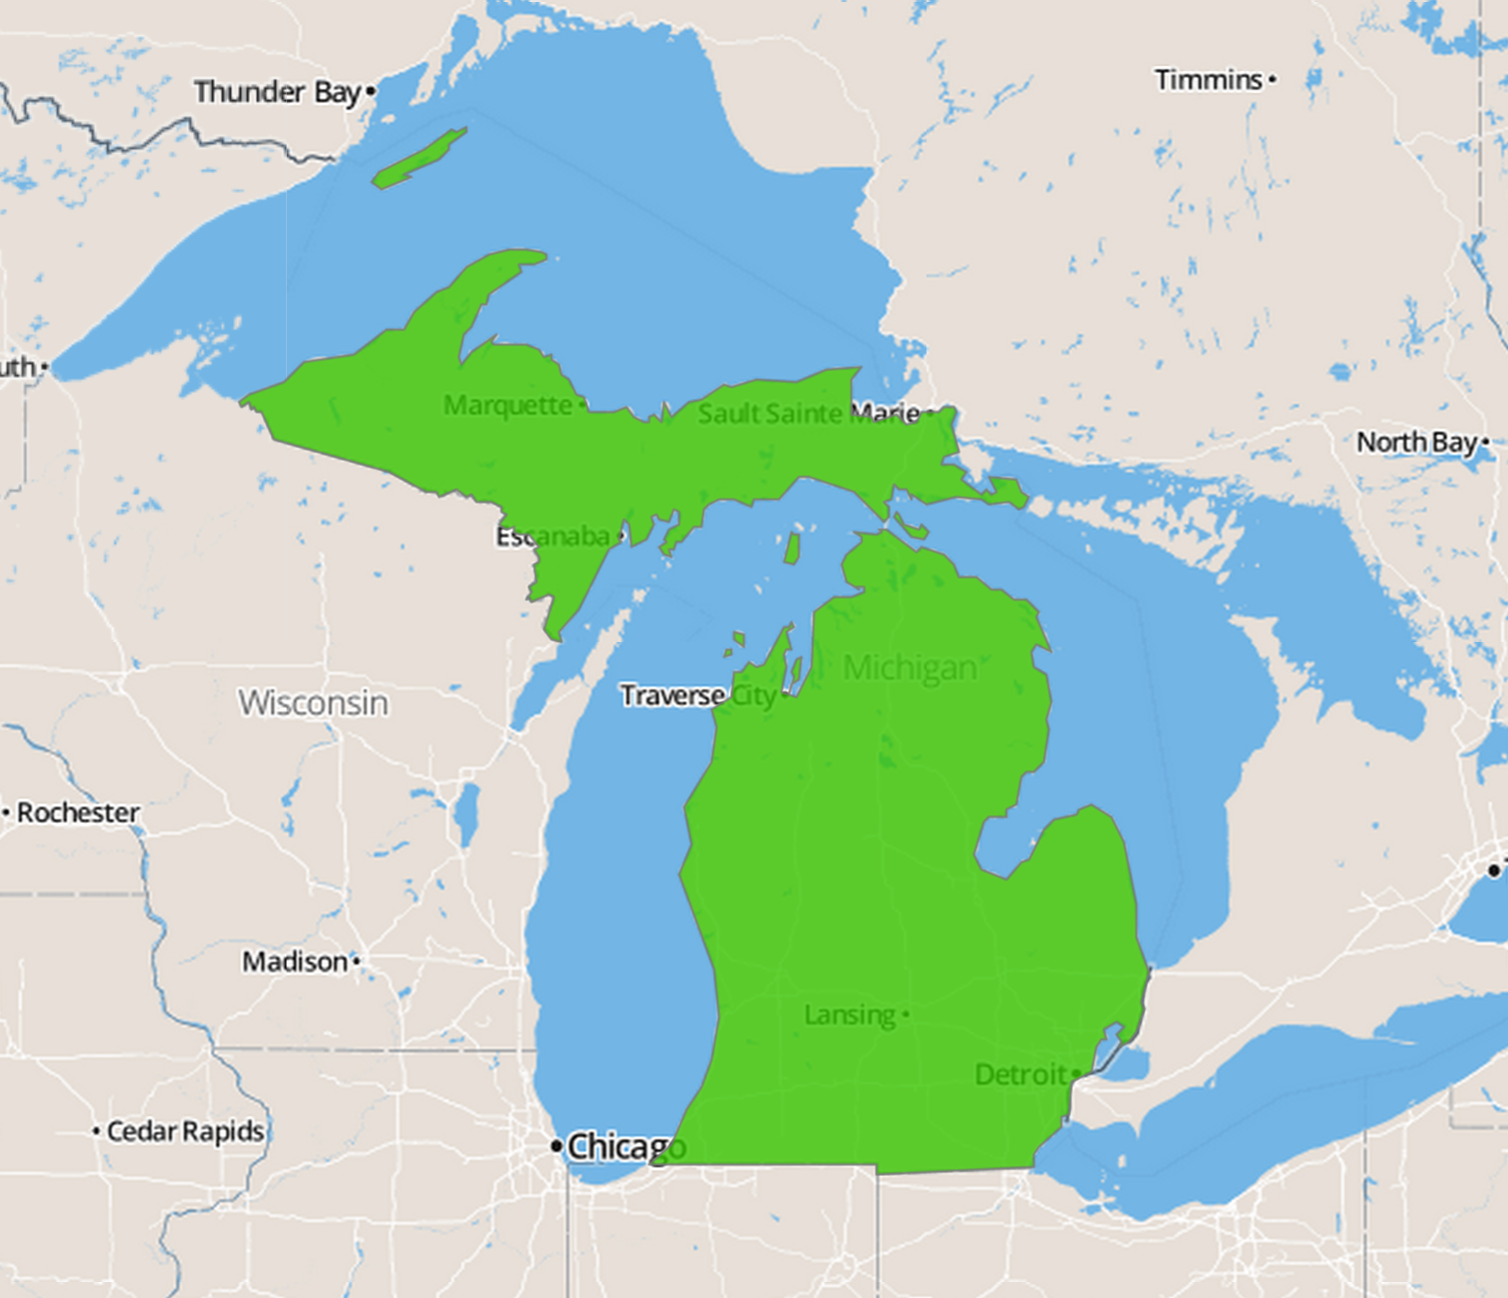 Thunder Bay
Timmins
uth
Marquette
Sault Sainte Marie
North Bay
Escanaba
Michigan
Traverse City
Wisconsin
Rochester
Madison
Lansing
Detroit
Cedar Rapids
Chicago